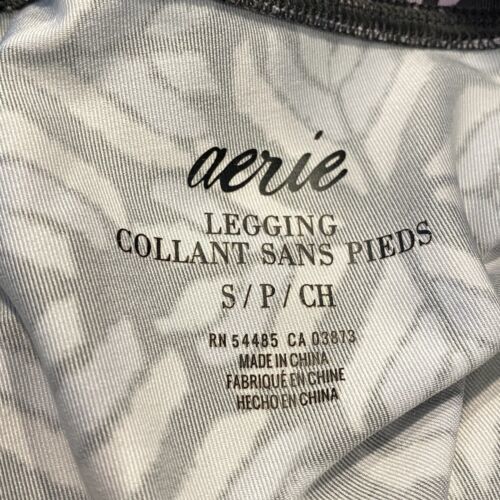 aerie
LEGGING
COLLANT SANS PIEDS
S / P / CH
RN 54485 CA 03873
MADE IN CHINA
FABRIQUÉ EN CHINE
HECHO EN CHINA